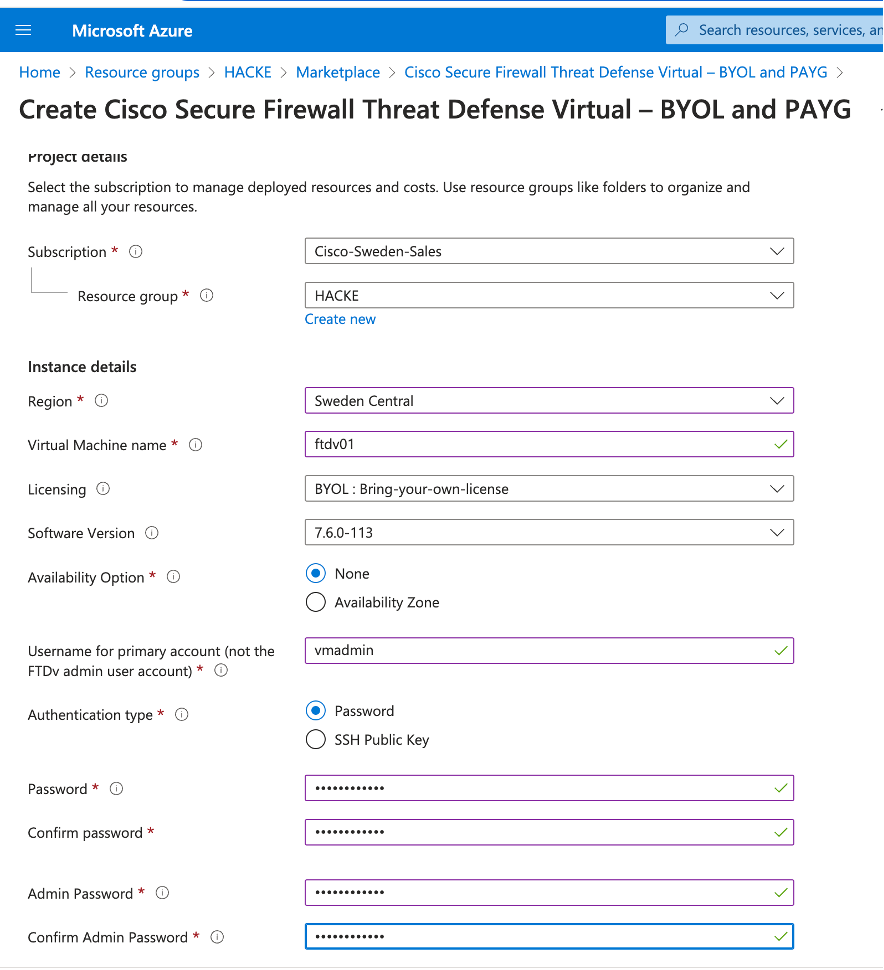 Microsoft Azure
Search resources, services, an
Home > Resource groups > HACKE > Marketplace > Cisco Secure Firewall Threat Defense Virtual – BYOL and PAYG >
Create Cisco Secure Firewall Threat Defense Virtual – BYOL and PAYG
Project details
Select the subscription to manage deployed resources and costs. Use resource groups like folders to organize and
manage all your resources.
Subscription *
Cisco-Sweden-Sales
Resource group *
HACKE
Create new
Instance details
Region *
Sweden Central
Virtual Machine name *
ftdv01
Licensing
BYOL : Bring-your-own-license
Software Version
7.6.0-113
Availability Option *
None
Availability Zone
Username for primary account (not the
FTDv admin user account) *
vmadmin
Authentication type *
Password
SSH Public Key
Password *
••••••••••••
Confirm password *
••••••••••••
Admin Password *
••••••••••••
Confirm Admin Password *
••••••••••••